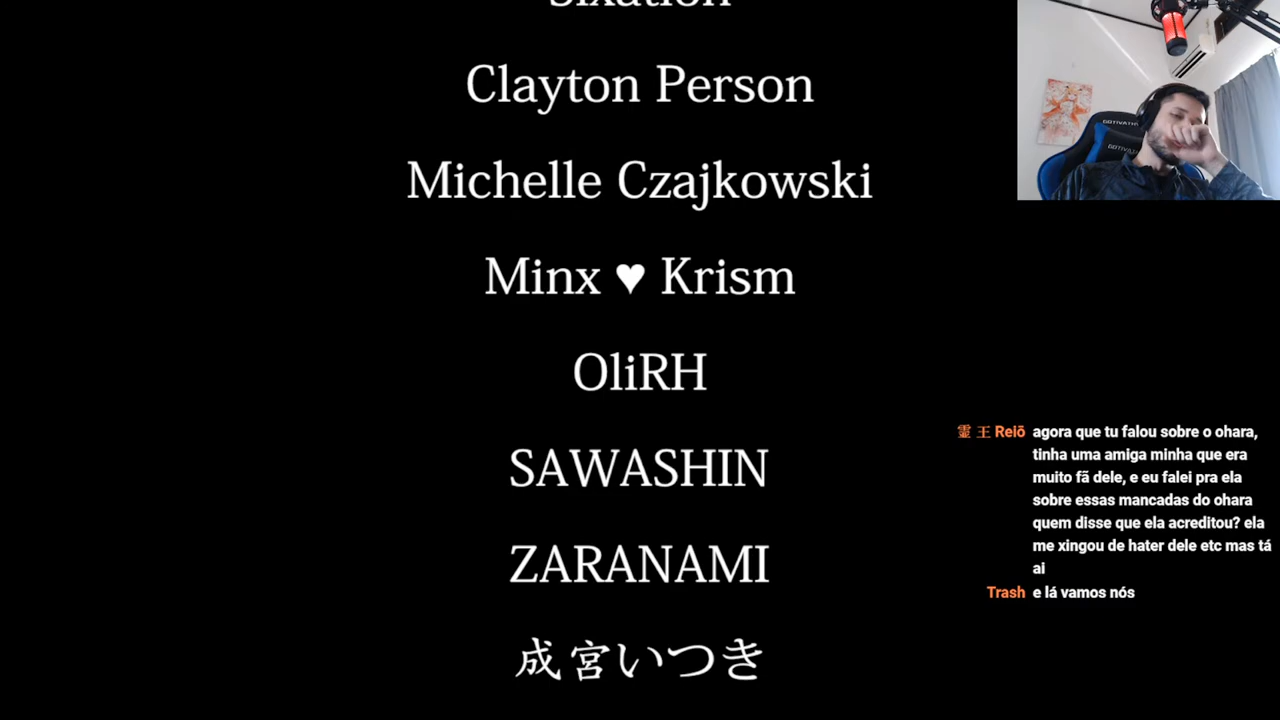 Sixation
Clayton Person
Michelle Czajkowski
Minx ♥ Krism
OliRH
SAWASHIN
ZARANAMI
成宮いつき
霊 王 Reiō agora que tu falou sobre o ohara,
tinha uma amiga minha que era
muito fã dele, e eu falei pra ela
sobre essas mancadas do ohara
quem disse que ela acreditou? ela
me xingou de hater dele etc mas tá
ai
Trash e lá vamos nós